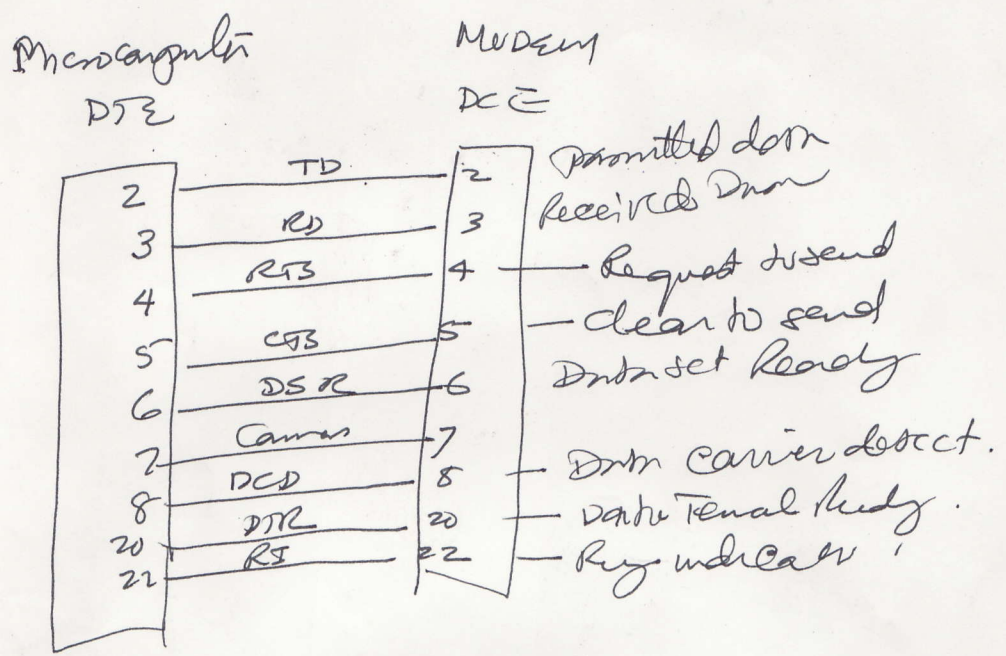 Microcomputer Modem
DTE DCE
2 TD 2 Transmitted data
Received Data
3 RD 3
4 RTS 4 Request to send
5 CTS 5 Clear to send
6 DSR 6 Data set Ready
7 Common 7
8 DCD 8 Data carrier detect.
20 DTR 20 Ready.
22 RI 22 Ring indicator